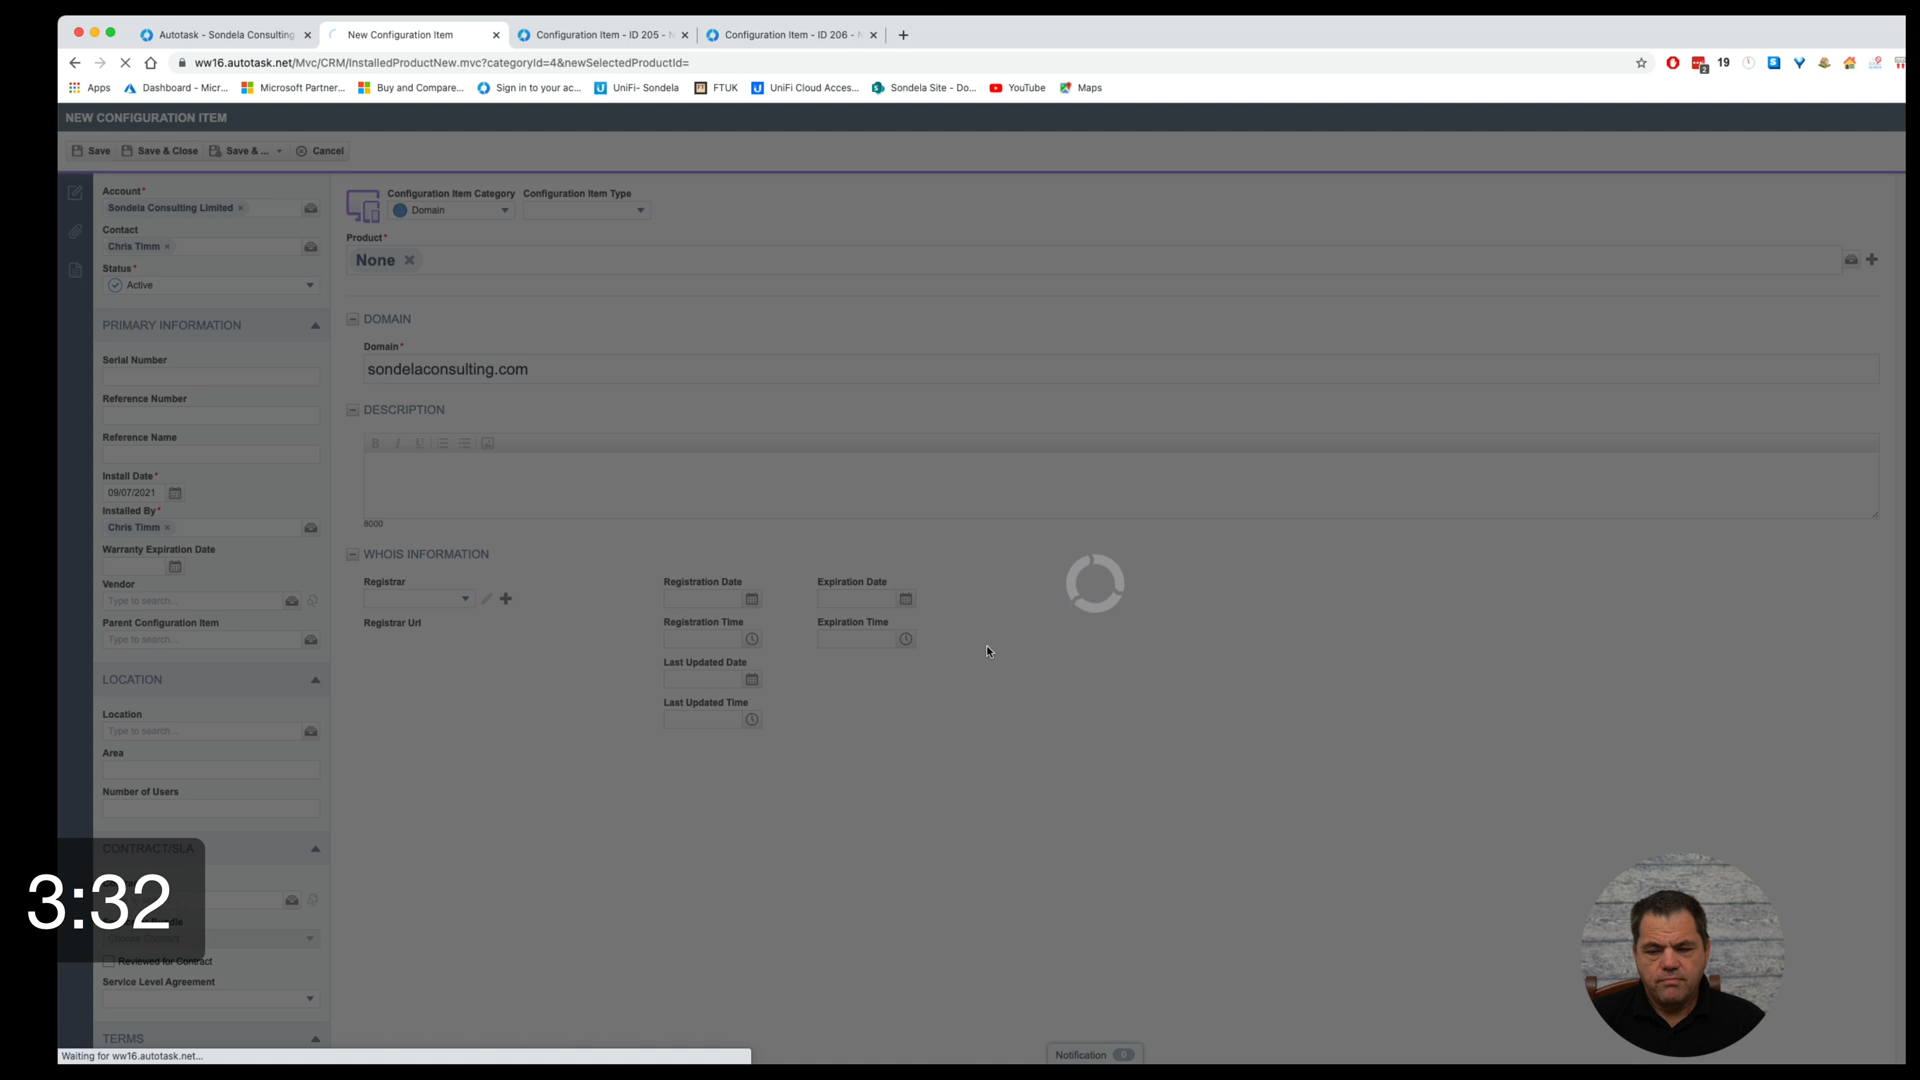 Autotask - Sondela Consulting
New Configuration Item
Configuration Item - ID 205 - N
Configuration Item - ID 206 - N
ww16.autotask.net/Mvc/CRM/InstalledProductNew.mvc?categoryId=4&newSelectedProductId=
2
19
Apps
Dashboard - Micr...
Microsoft Partner...
Buy and Compare...
Sign in to your ac...
UniFi- Sondela
FTUK
UniFi Cloud Acces...
Sondela Site - Do...
YouTube
Maps
NEW CONFIGURATION ITEM
Save
Save & Close
Save & ...
Cancel
Account*
Sondela Consulting Limited
Contact
Chris Timm
Status*
Active
PRIMARY INFORMATION
Serial Number
Reference Number
Reference Name
Install Date*
09/07/2021
Installed By*
Chris Timm
Warranty Expiration Date
Vendor
Type to search...
Parent Configuration Item
Type to search...
LOCATION
Location
Type to search...
Area
Number of Users
CONTRACT/SLA
3:32
Reviewed for Contract
Service Level Agreement
TERMS
Configuration Item Category
Domain
Configuration Item Type
Product*
None
DOMAIN
Domain*
sondelaconsulting.com
DESCRIPTION
B I U
8000
WHOIS INFORMATION
Registrar
Registrar Url
Registration Date
Expiration Date
Registration Time
Expiration Time
Last Updated Date
Last Updated Time
Waiting for ww16.autotask.net...
Notification 0